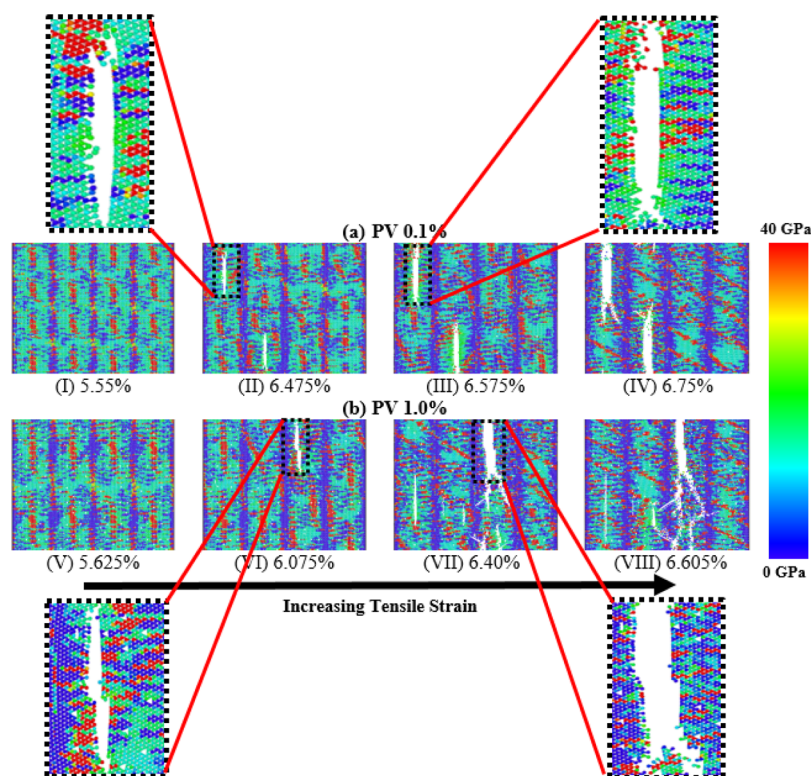 (a) PV 0.1%
40 GPa
(I) 5.55%
(II) 6.475%
(III) 6.575%
(IV) 6.75%
(b) PV 1.0%
(V) 5.625%
(VI) 6.075%
(VII) 6.40%
(VIII) 6.605%
0 GPa
Increasing Tensile Strain